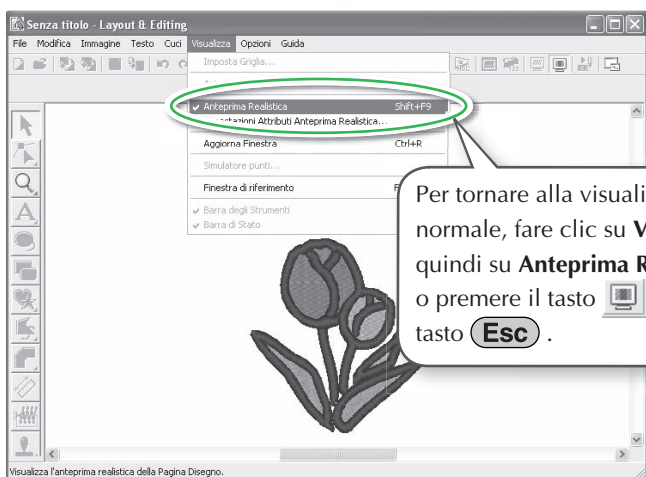 Senza titolo - Layout & Editing
File Modifica Immagine Testo Cuci Visualizza Opzioni Guida
Imposta Griglia...
✓ Anteprima Realistica Shift+F9
Attributi Anteprima Realistica...
Aggiorna Finestra Ctrl+R
Simulatore punti...
Finestra di riferimento F
✓ Barra degli Strumenti
✓ Barra di Stato
Per tornare alla visuali
normale, fare clic su V
quindi su Anteprima R
o premere il tasto
tasto Esc .
Visualizza l'anteprima realistica della Pagina Disegno.